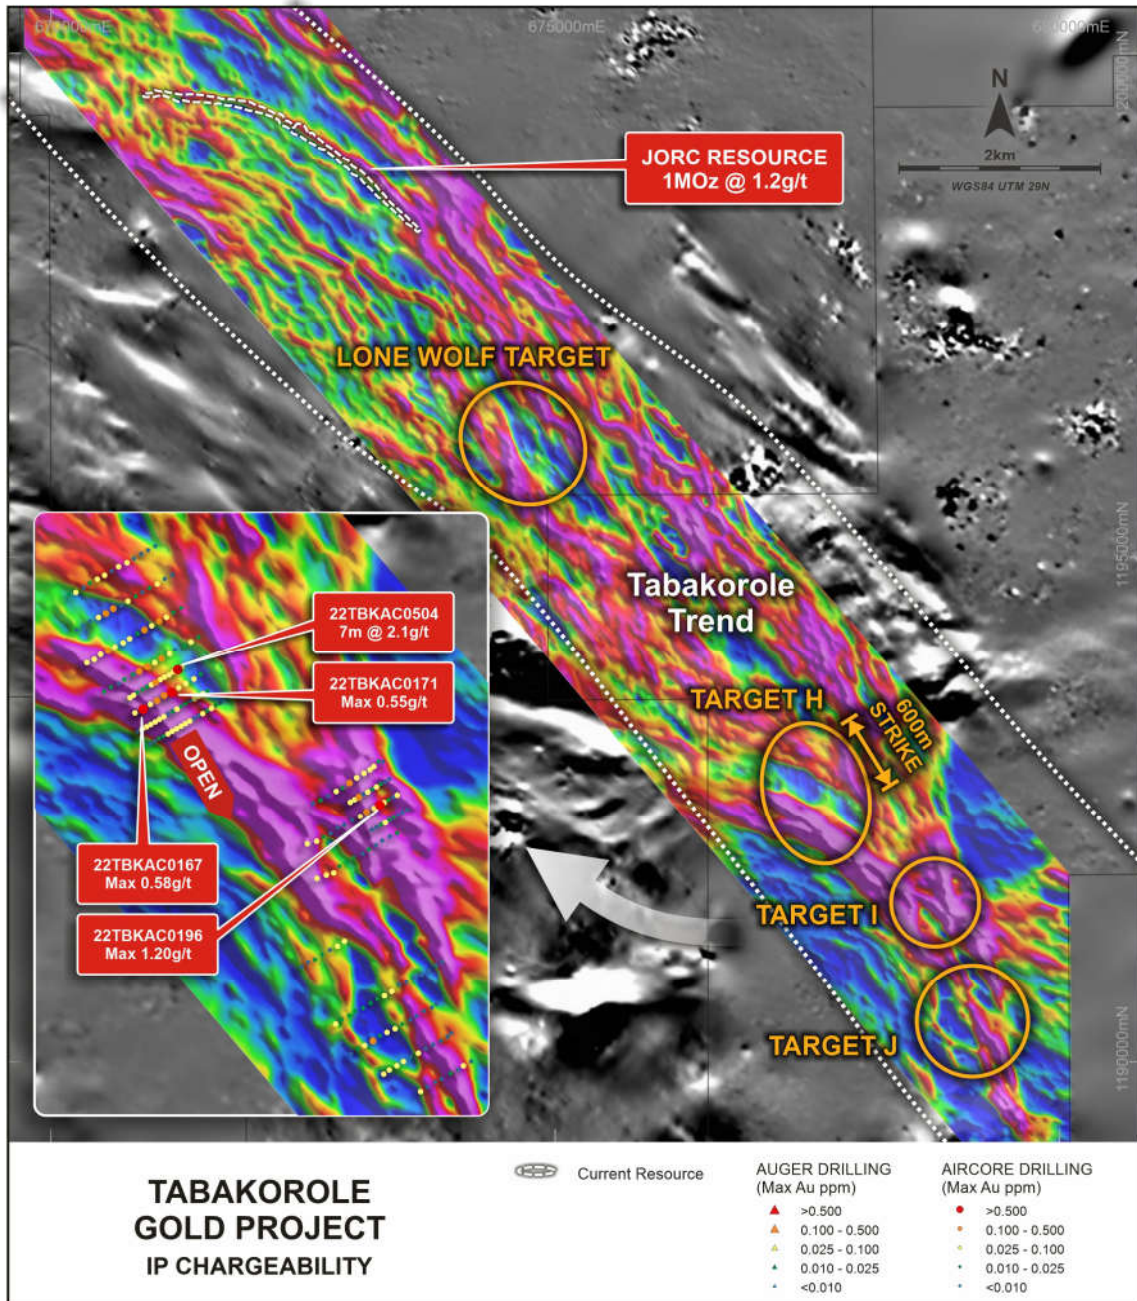 675000mE
N
2km
WGS84 UTM 29N
JORC RESOURCE
1MOz @ 1.2g/t
LONE WOLF TARGET
1195000mN
Tabakorole
Trend
22TBKAC0504
7m @ 2.1g/t
22TBKAC0171
Max 0.55g/t
OPEN
22TBKAC0167
Max 0.58g/t
22TBKAC0196
Max 1.20g/t
TARGET H
600m
STRIKE
TARGET I
TARGET J
1190000mN
TABAKOROLE
GOLD PROJECT
IP CHARGEABILITY
Current Resource
AUGER DRILLING
(Max Au ppm)
>0.500
0.100 - 0.500
0.025 - 0.100
0.010 - 0.025
<0.010
AIRCORE DRILLING
(Max Au ppm)
>0.500
0.100 - 0.500
0.025 - 0.100
0.010 - 0.025
<0.010